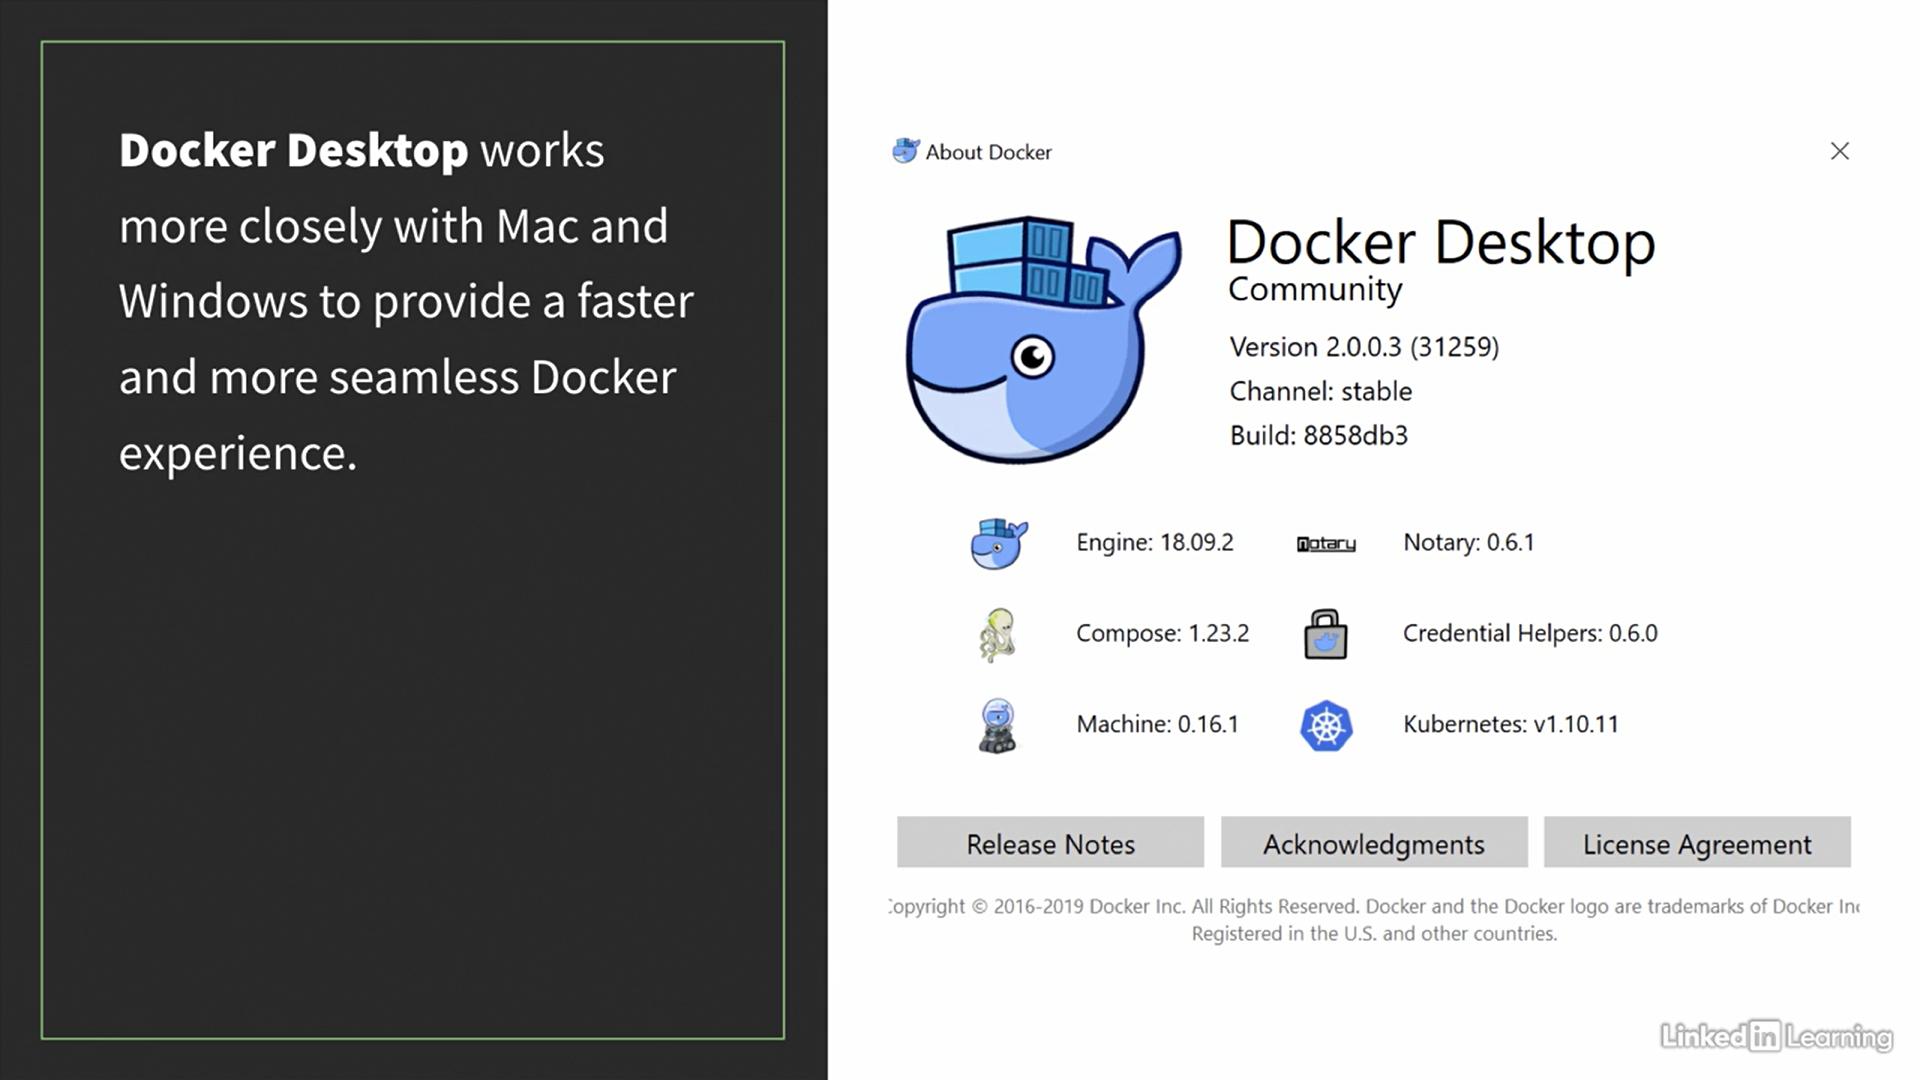 Docker Desktop works
more closely with Mac and
Windows to provide a faster
and more seamless Docker
experience.
About Docker
Docker Desktop
Community
Version 2.0.0.3 (31259)
Channel: stable
Build: 8858db3
Engine: 18.09.2
notary
Notary: 0.6.1
Compose: 1.23.2
Credential Helpers: 0.6.0
Machine: 0.16.1
Kubernetes: v1.10.11
Release Notes
Acknowledgments
License Agreement
opyright © 2016-2019 Docker Inc. All Rights Reserved. Docker and the Docker logo are trademarks of Docker Inc
Registered in the U.S. and other countries.
Linked in Learning